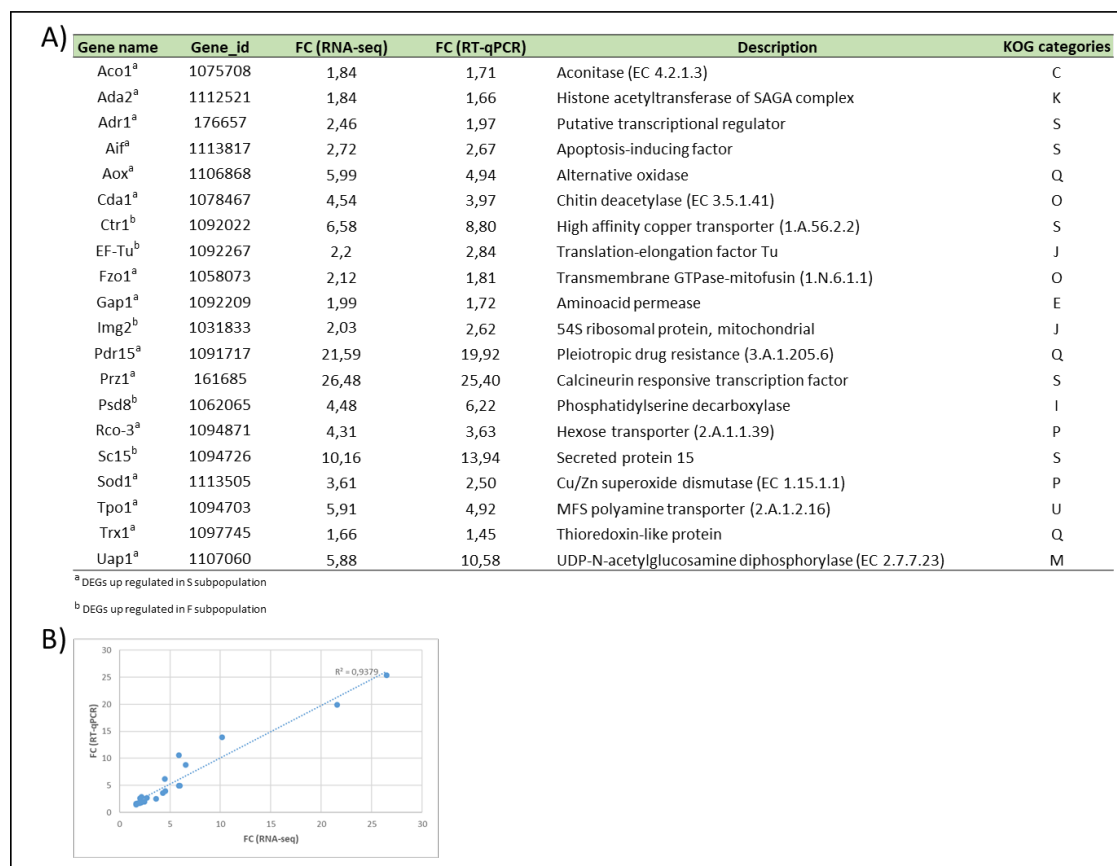 A)
Gene name Gene_id FC (RNA-seq) FC (RT-qPCR) Description KOG categories
Aco1a 1075708 1,84 1,71 Aconitase (EC 4.2.1.3) C
Ada2a 1112521 1,84 1,66 Histone acetyltransferase of SAGA complex K
Adr1a 176657 2,46 1,97 Putative transcriptional regulator S
Aifa 1113817 2,72 2,67 Apoptosis-inducing factor S
Aoxa 1106868 5,99 4,94 Alternative oxidase Q
Cda1a 1078467 4,54 3,97 Chitin deacetylase (EC 3.5.1.41) O
Ctr1b 1092022 6,58 8,80 High affinity copper transporter (1.A.56.2.2) S
EF-Tub 1092267 2,2 2,84 Translation-elongation factor Tu J
Fzo1a 1058073 2,12 1,81 Transmembrane GTPase-mitofusin (1.N.6.1.1) O
Gap1a 1092209 1,99 1,72 Aminoacid permease E
Img2b 1031833 2,03 2,62 54S ribosomal protein, mitochondrial J
Pdr15a 1091717 21,59 19,92 Pleiotropic drug resistance (3.A.1.205.6) Q
Prz1a 161685 26,48 25,40 Calcineurin responsive transcription factor S
Psd8b 1062065 4,48 6,22 Phosphatidylserine decarboxylase I
Rco-3a 1094871 4,31 3,63 Hexose transporter (2.A.1.1.39) P
Sc15b 1094726 10,16 13,94 Secreted protein 15 S
Sod1a 1113505 3,61 2,50 Cu/Zn superoxide dismutase (EC 1.15.1.1) P
Tpo1a 1094703 5,91 4,92 MFS polyamine transporter (2.A.1.2.16) U
Trx1a 1097745 1,66 1,45 Thioredoxin-like protein Q
Uap1a 1107060 5,88 10,58 UDP-N-acetylglucosamine diphosphorylase (EC 2.7.7.23) M
a DEGs up regulated in S subpopulation
b DEGs up regulated in F subpopulation
B)
R² = 0,9379
FC (RT-qPCR)
30
25
20
15
10
5
0
0 5 10 15 20 25 30
FC (RNA-seq)